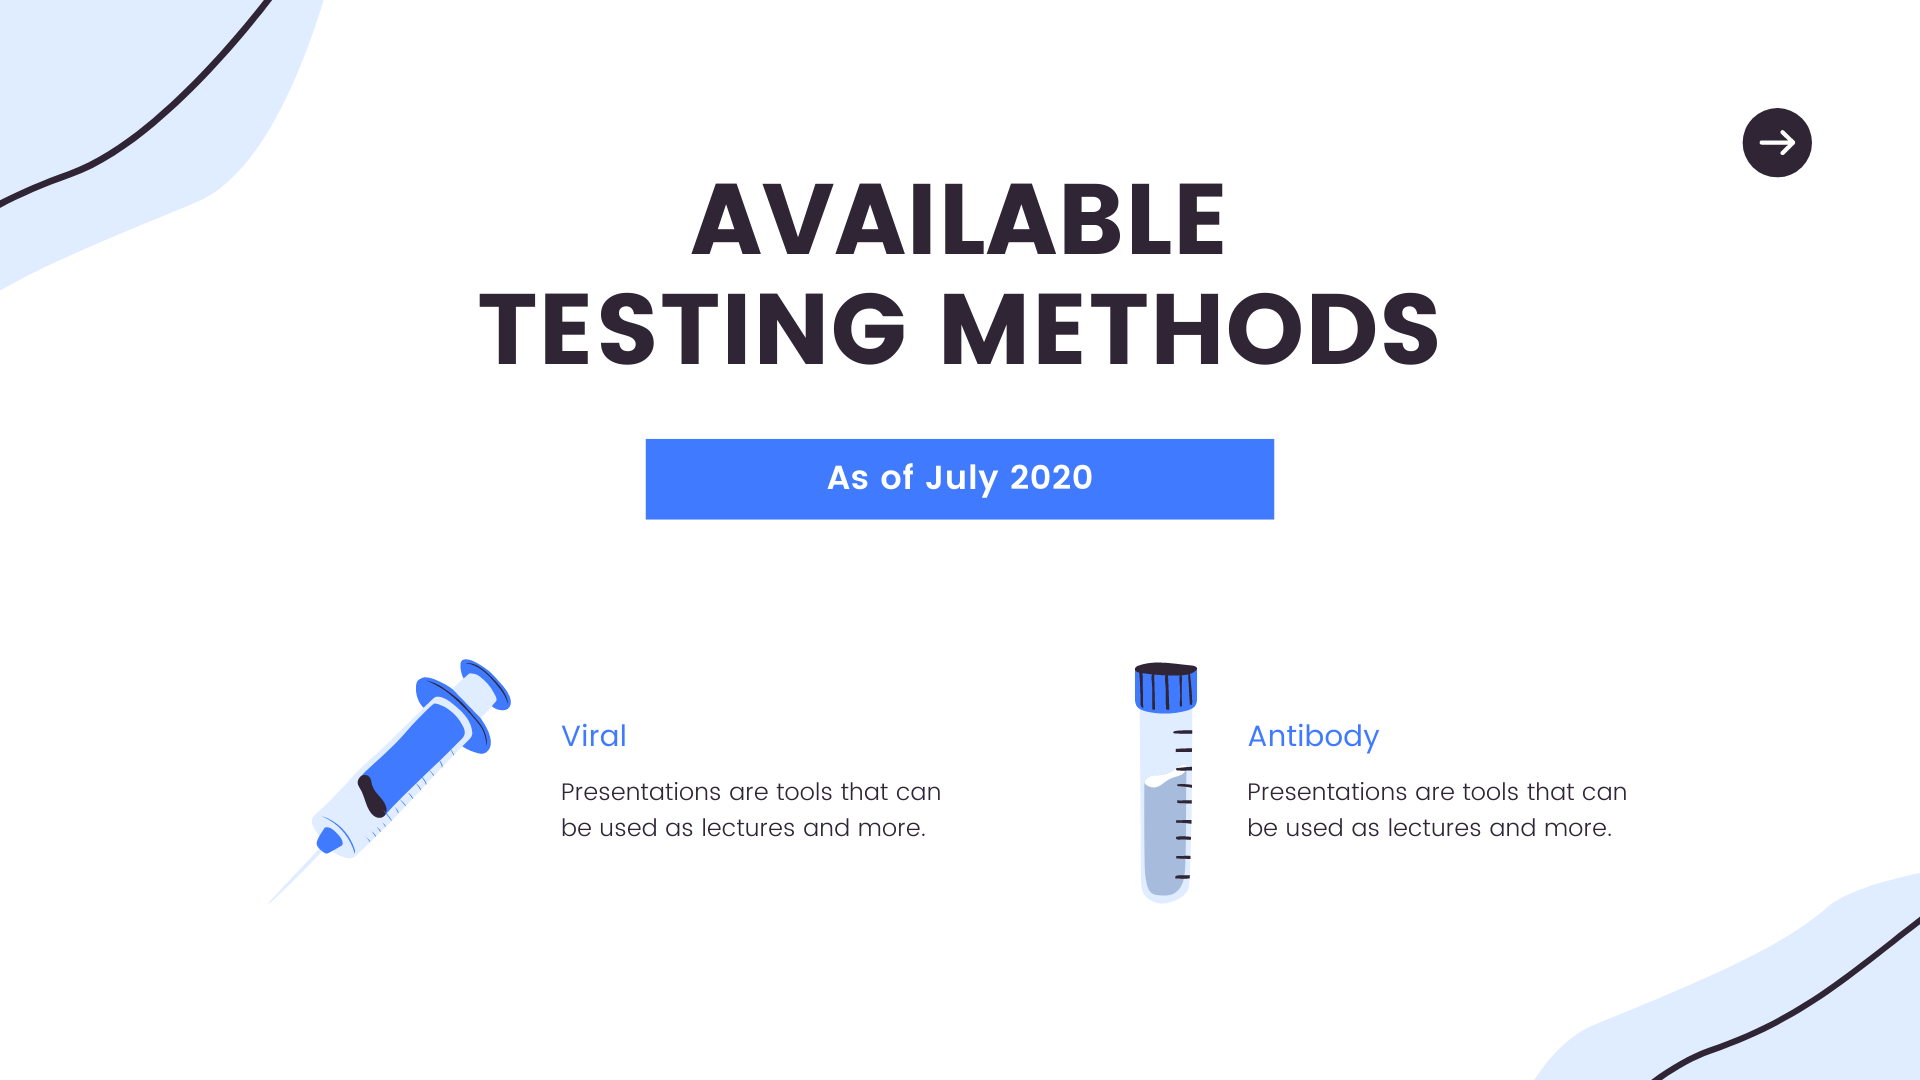 AVAILABLE
TESTING METHODS
As of July 2020
Viral
Presentations are tools that can
be used as lectures and more.
Antibody
Presentations are tools that can
be used as lectures and more.